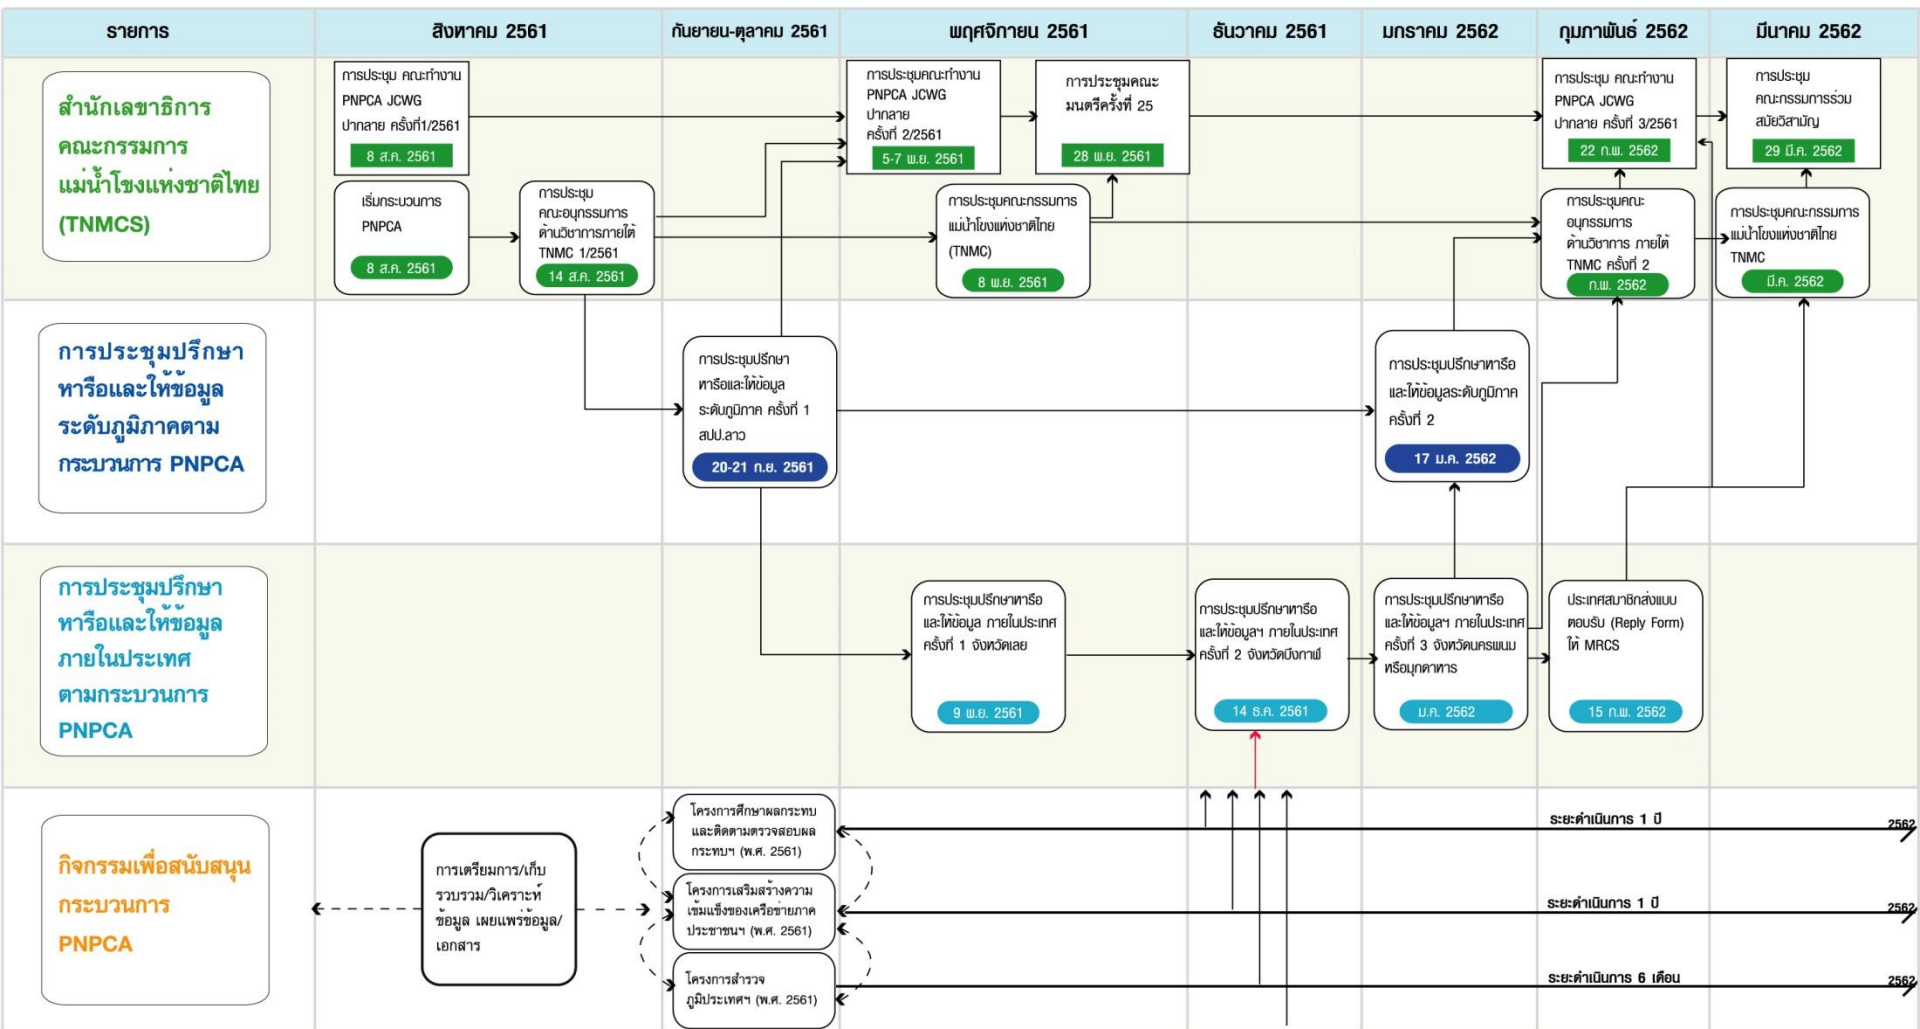 รายการ
สิงหาคม 2561
กันยายน-ตุลาคม 2561
พฤศจิกายน 2561
ธันวาคม 2561
มกราคม 2562
กุมภาพันธ์ 2562
มีนาคม 2562
สำนักเลขาธิการ
คณะกรรมการ
แม่น้ำโขงแห่งชาติไทย
(TNMCS)
การประชุม คณะทำงาน
PNPCA JCWG
ปากลาย ครั้งที่1/2561
8 ส.ค. 2561
เริ่มกระบวนการ
PNPCA
8 ส.ค. 2561
การประชุม
คณะอนุกรรมการ
ด้านวิชาการภายใต้
TNMC 1/2561
14 ส.ค. 2561
การประชุมคณะทำงาน
PNPCA JCWG
ปากลาย
ครั้งที่ 2/2561
5-7 พ.ย. 2561
การประชุมคณะ
มนตรีครั้งที่ 25
28 พ.ย. 2561
การประชุมคณะกรรมการ
แม่น้ำโขงแห่งชาติไทย
(TNMC)
8 พ.ย. 2561
การประชุม คณะทำงาน
PNPCA JCWG
ปากลาย ครั้งที่ 3/2561
22 ก.พ. 2562
การประชุมคณะ
อนุกรรมการ
ด้านวิชาการ ภายใต้
TNMC ครั้งที่ 2
ก.พ. 2562
การประชุม
คณะกรรมการร่วม
สมัยวิสามัญ
29 มี.ค. 2562
การประชุมคณะกรรมการ
แม่น้ำโขงแห่งชาติไทย
TNMC
มี.ค. 2562
การประชุมปรึกษา
หารือและให้ข้อมูล
ระดับภูมิภาคตาม
กระบวนการ PNPCA
การประชุมปรึกษา
หารือและให้ข้อมูล
ระดับภูมิภาค ครั้งที่ 1
สปป.ลาว
20-21 ก.ย. 2561
การประชุมปรึกษาหารือ
และให้ข้อมูลระดับภูมิภาค
ครั้งที่ 2
17 ม.ค. 2562
การประชุมปรึกษา
หารือและให้ข้อมูล
ภายในประเทศ
ตามกระบวนการ
PNPCA
การประชุมปรึกษาหารือ
และให้ข้อมูล ภายในประเทศ
ครั้งที่ 1 จังหวัดเลย
9 พ.ย. 2561
การประชุมปรึกษาหารือ
และให้ข้อมูลฯ ภายในประเทศ
ครั้งที่ 2 จังหวัดบึงกาฬ
14 ธ.ค. 2561
การประชุมปรึกษาหารือ
และให้ข้อมูลฯ ภายในประเทศ
ครั้งที่ 3 จังหวัดนครพนม
หรือมุกดาหาร
ม.ค. 2562
ประเทศสมาชิกส่งแบบ
ตอบรับ (Reply Form)
ให้ MRCS
15 ก.พ. 2562
กิจกรรมเพื่อสนับสนุน
กระบวนการ
PNPCA
การเตรียมการ/เก็บ
รวบรวม/วิเคราะห์
ข้อมูล เผยแพร่ข้อมูล/
เอกสาร
โครงการศึกษาผลกระทบ
และติดตามตรวจสอบผล
กระทบฯ (พ.ศ. 2561)
ระยะดำเนินการ 1 ปี
2562
โครงการเสริมสร้างความ
เข้มแข็งของเครือข่ายภาค
ประชาชนฯ (พ.ศ. 2561)
ระยะดำเนินการ 1 ปี
2562
โครงการสำรวจ
ภูมิประเทศฯ (พ.ศ. 2561)
ระยะดำเนินการ 6 เดือน
2562